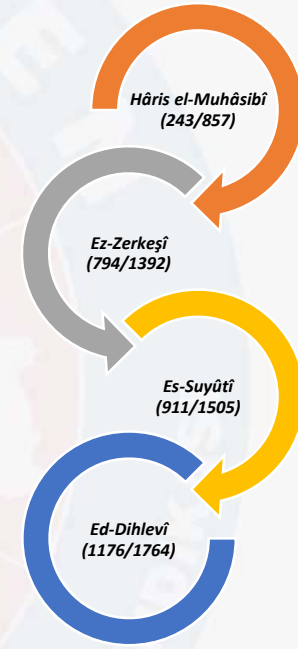 Hâris el-Muhâsibî
(243/857)
Ez-Zerkeşî
(794/1392)
Es-Suyûtî
(911/1505)
Ed-Dihlevî
(1176/1764)